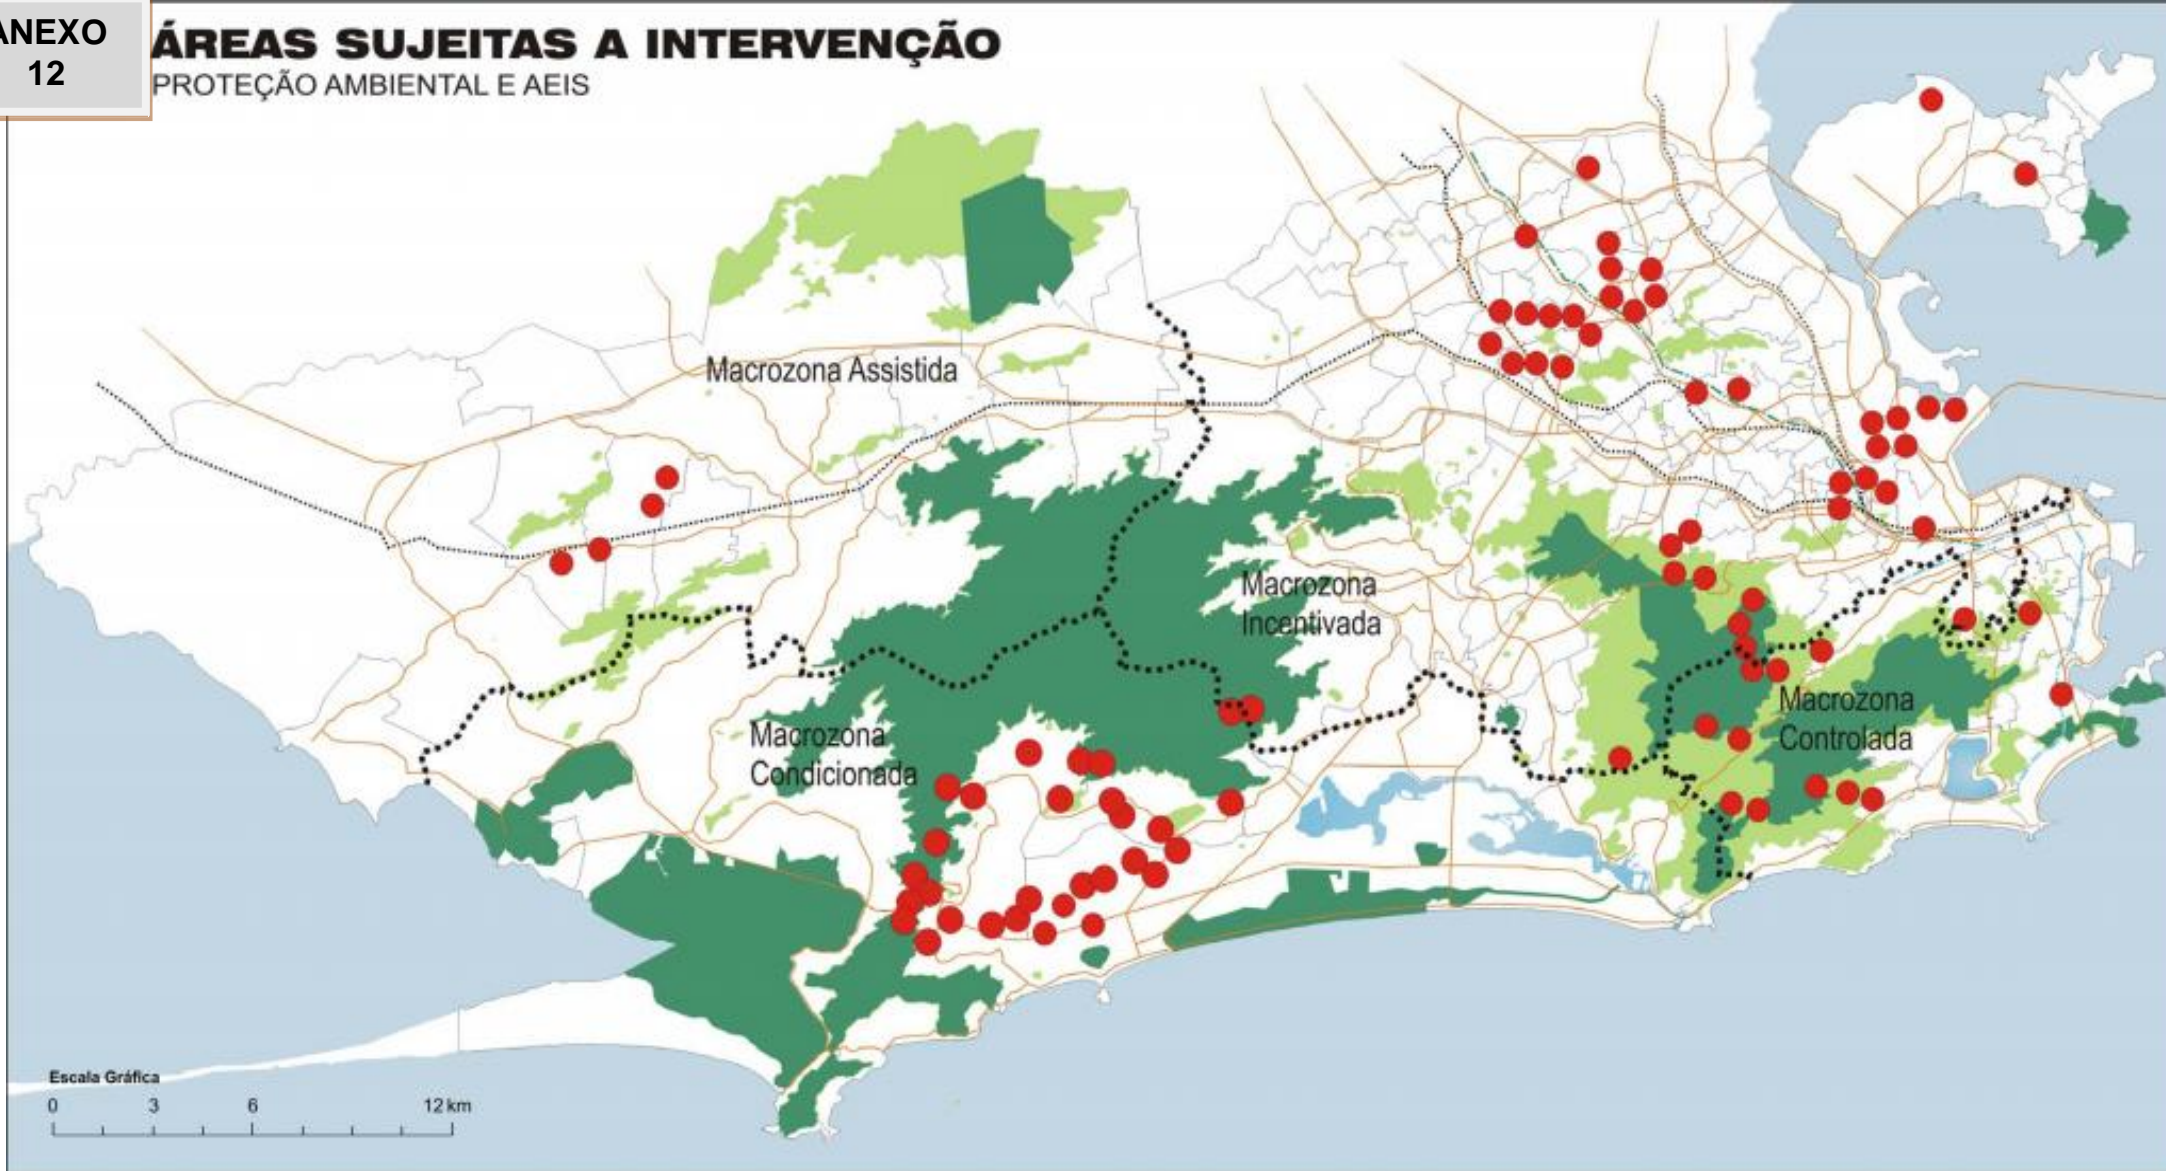 ANEXO
12
ÁREAS SUJEITAS A INTERVENÇÃO
PROTEÇÃO AMBIENTAL E AEIS
Macrozona Assistida
Macrozona
Incentivada
Macrozona
Controlada
Macrozona
Condicionada
Escala Gráfica
0 3 6 12 km